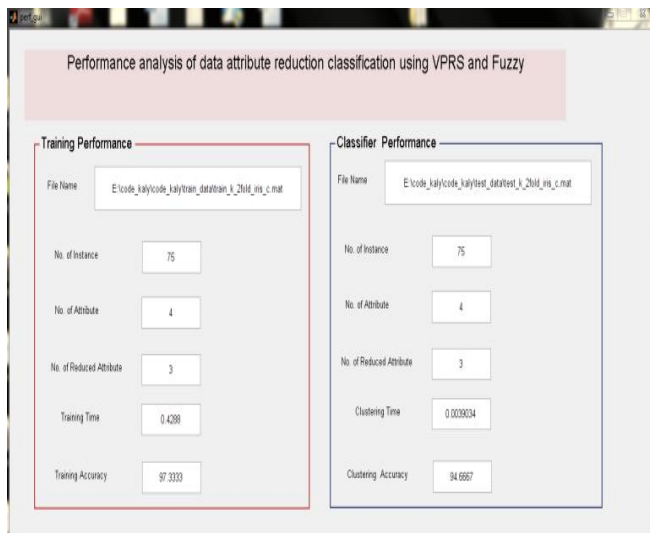 perf_gui
Performance analysis of data attribute reduction classification using VPRS and Fuzzy
Training Performance
File Name
E:\code_kaly\code_kaly\train_data\train_k_2fold_iris_c.mat
No. of Instance
75
No. of Attribute
4
No. of Reduced Attribute
3
Training Time
0.4288
Training Accuracy
97.3333
Classifier Performance
File Name
E:\code_kaly\code_kaly\test_data\test_k_2fold_iris_c.mat
No. of Instance
75
No. of Attribute
4
No. of Reduced Attribute
3
Clustering Time
0.0039034
Clustering Accuracy
94.6667